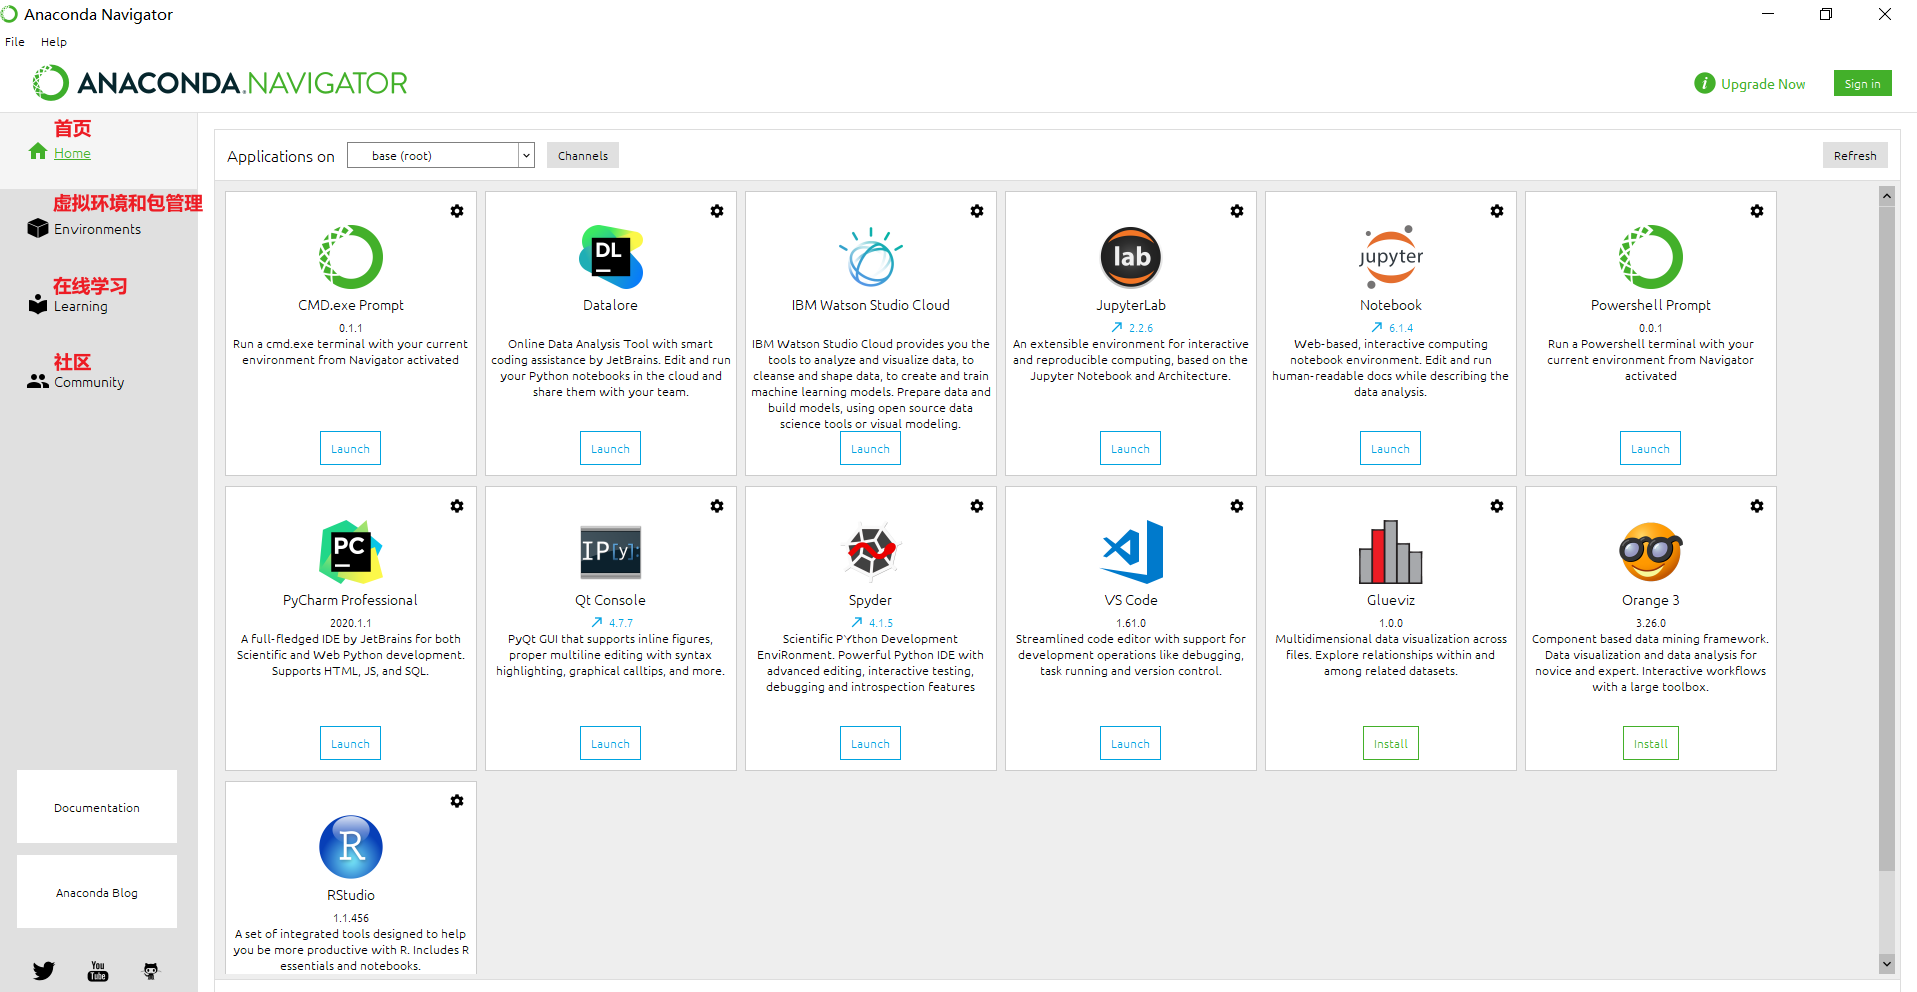 Anaconda Navigator
File Help
ANACONDA.NAVIGATOR
i Upgrade Now Sign in
首页
Home
虚拟环境和包管理
Environments
在线学习
Learning
社区
Community
Documentation
Anaconda Blog
You
Tube
Applications on base (root) Channels Refresh
CMD.exe Prompt
0.1.1
Run a cmd.exe terminal with your current
environment from Navigator activated
Launch
DL
Datalore
Online Data Analysis Tool with smart
coding assistance by JetBrains. Edit and run
your Python notebooks in the cloud and
share them with your team.
Launch
IBM Watson Studio Cloud
IBM Watson Studio Cloud provides you the
tools to analyze and visualize data, to
cleanse and shape data, to create and train
machine learning models. Prepare data and
build models, using open source data
science tools or visual modeling.
Launch
lab
JupyterLab
2.2.6
An extensible environment for interactive
and reproducible computing, based on the
Jupyter Notebook and Architecture.
Launch
jupyter
Notebook
6.1.4
Web-based, interactive computing
notebook environment. Edit and run
human-readable docs while describing the
data analysis.
Launch
Powershell Prompt
0.0.1
Run a Powershell terminal with your
current environment from Navigator
activated
Launch
PC
PyCharm Professional
2020.1.1
A full-fledged IDE by JetBrains for both
Scientific and Web Python development.
Supports HTML, JS, and SQL.
Launch
IP[y]:
Qt Console
4.7.7
PyQt GUI that supports inline figures,
proper multiline editing with syntax
highlighting, graphical calltips, and more.
Launch
Spyder
4.1.5
Scientific PYthon Development
EnviRonment. Powerful Python IDE with
advanced editing, interactive testing,
debugging and introspection features
Launch
VS Code
1.61.0
Streamlined code editor with support for
development operations like debugging,
task running and version control.
Launch
Glueviz
1.0.0
Multidimensional data visualization across
files. Explore relationships within and
among related datasets.
Install
Orange 3
3.26.0
Component based data mining framework.
Data visualization and data analysis for
novice and expert. Interactive workflows
with a large toolbox.
Install
R
RStudio
1.1.456
A set of integrated tools designed to help
you be more productive with R. Includes R
essentials and notebooks.